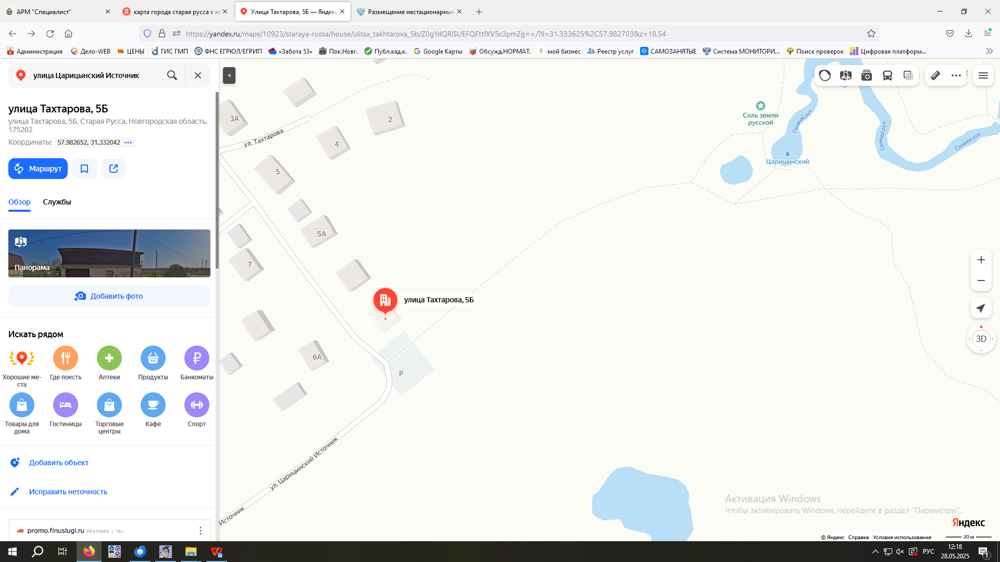 АРМ "Специалист"
карта города старая русса с но
Улица Тахтарова, 5Б — Яндекс
Размещение нестационарных
https://yandex.ru/maps/10923/staraya-russa/house/ulitsa_takhtarova_5b/Z0gYdQRiSUEFQFttfXV5c3pmZg==/?ll=31.333625%2C57.982703&z=18.54
Администрация
Дело-WEB
ЦЕНЫ
ГИС ГМП
ФНС ЕГРЮЛ/ЕГРИП
«Забота 53»
Пок.Новг.
Публ.кад.к.
Google Карты
Обсужд.НОРМАТ.
мой бизнес
Реестр услуг
САМОЗАНЯТЫЕ
Система МОНИТОРИ...
Поиск проверок
Цифровая платформ...
улица Царицынский Источник
улица Тахтарова, 5Б
улица Тахтарова, 5Б, Старая Русса, Новгородская область,
175202
Координаты: 57.982652, 31.332042 •••
Маршрут
Обзор
Службы
Панорама
Добавить фото
Искать рядом
Хорошие ме-
ста
Где поесть
Аптеки
Продукты
Банкоматы
Товары для
дома
Гостиницы
Торговые
центры
Кафе
Спорт
Добавить объект
Исправить неточность
promo.finuslugi.ru РЕКЛАМА | 16+
3А
2
ул. Тахтарова
4
5
5А
7
улица Тахтарова, 5Б
6А
P
ул. Царицынский Источник
Источник
Соль земли
русской
Соляной руч.
Соляной руч.
Соляной руч.
Царицынский
3D
Активация Windows
Чтобы активировать Windows, перейдите в раздел "Параметры".
Яндекс
© Яндекс Справка Условия использования
20 м
РУС
12:18
28.05.2025
1